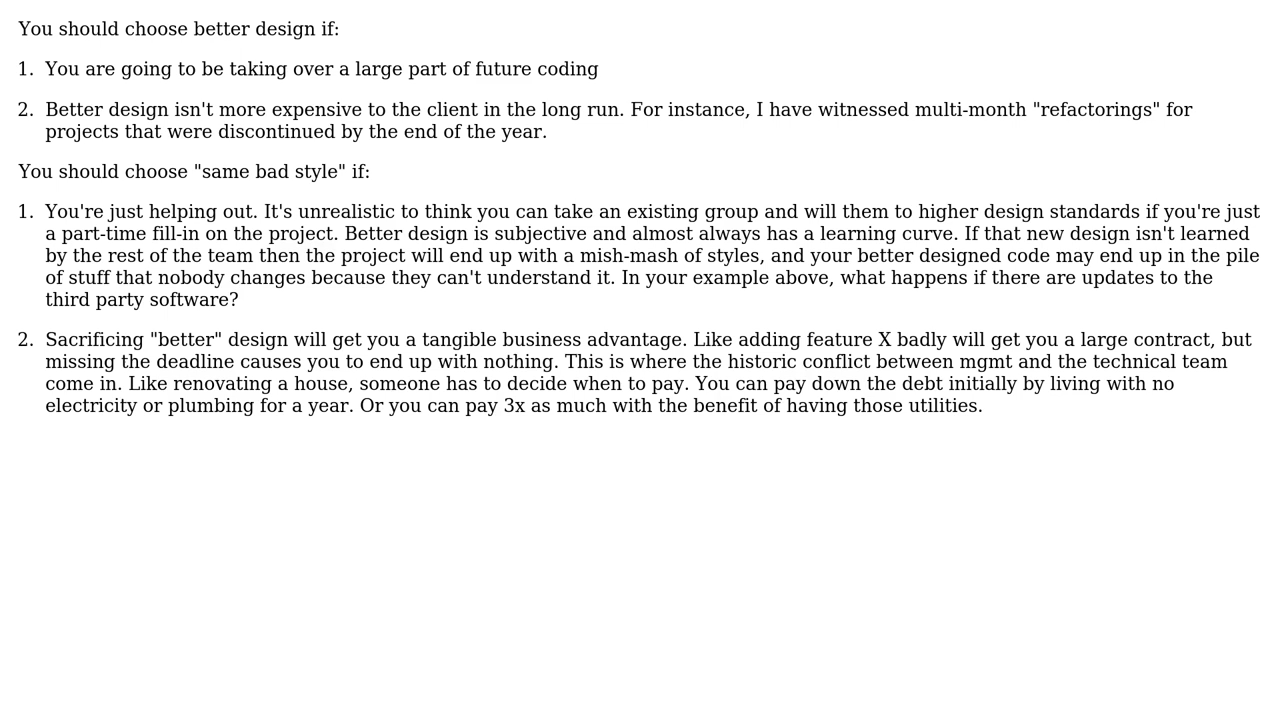 You should choose better design if:
1. You are going to be taking over a large part of future coding
2. Better design isn't more expensive to the client in the long run. For instance, I have witnessed multi-month "refactorings" for
projects that were discontinued by the end of the year.
You should choose "same bad style" if:
1. You're just helping out. It's unrealistic to think you can take an existing group and will them to higher design standards if you're just
a part-time fill-in on the project. Better design is subjective and almost always has a learning curve. If that new design isn't learned
by the rest of the team then the project will end up with a mish-mash of styles, and your better designed code may end up in the pile
of stuff that nobody changes because they can't understand it. In your example above, what happens if there are updates to the
third party software?
2. Sacrificing "better" design will get you a tangible business advantage. Like adding feature X badly will get you a large contract, but
missing the deadline causes you to end up with nothing. This is where the historic conflict between mgmt and the technical team
come in. Like renovating a house, someone has to decide when to pay. You can pay down the debt initially by living with no
electricity or plumbing for a year. Or you can pay 3x as much with the benefit of having those utilities.